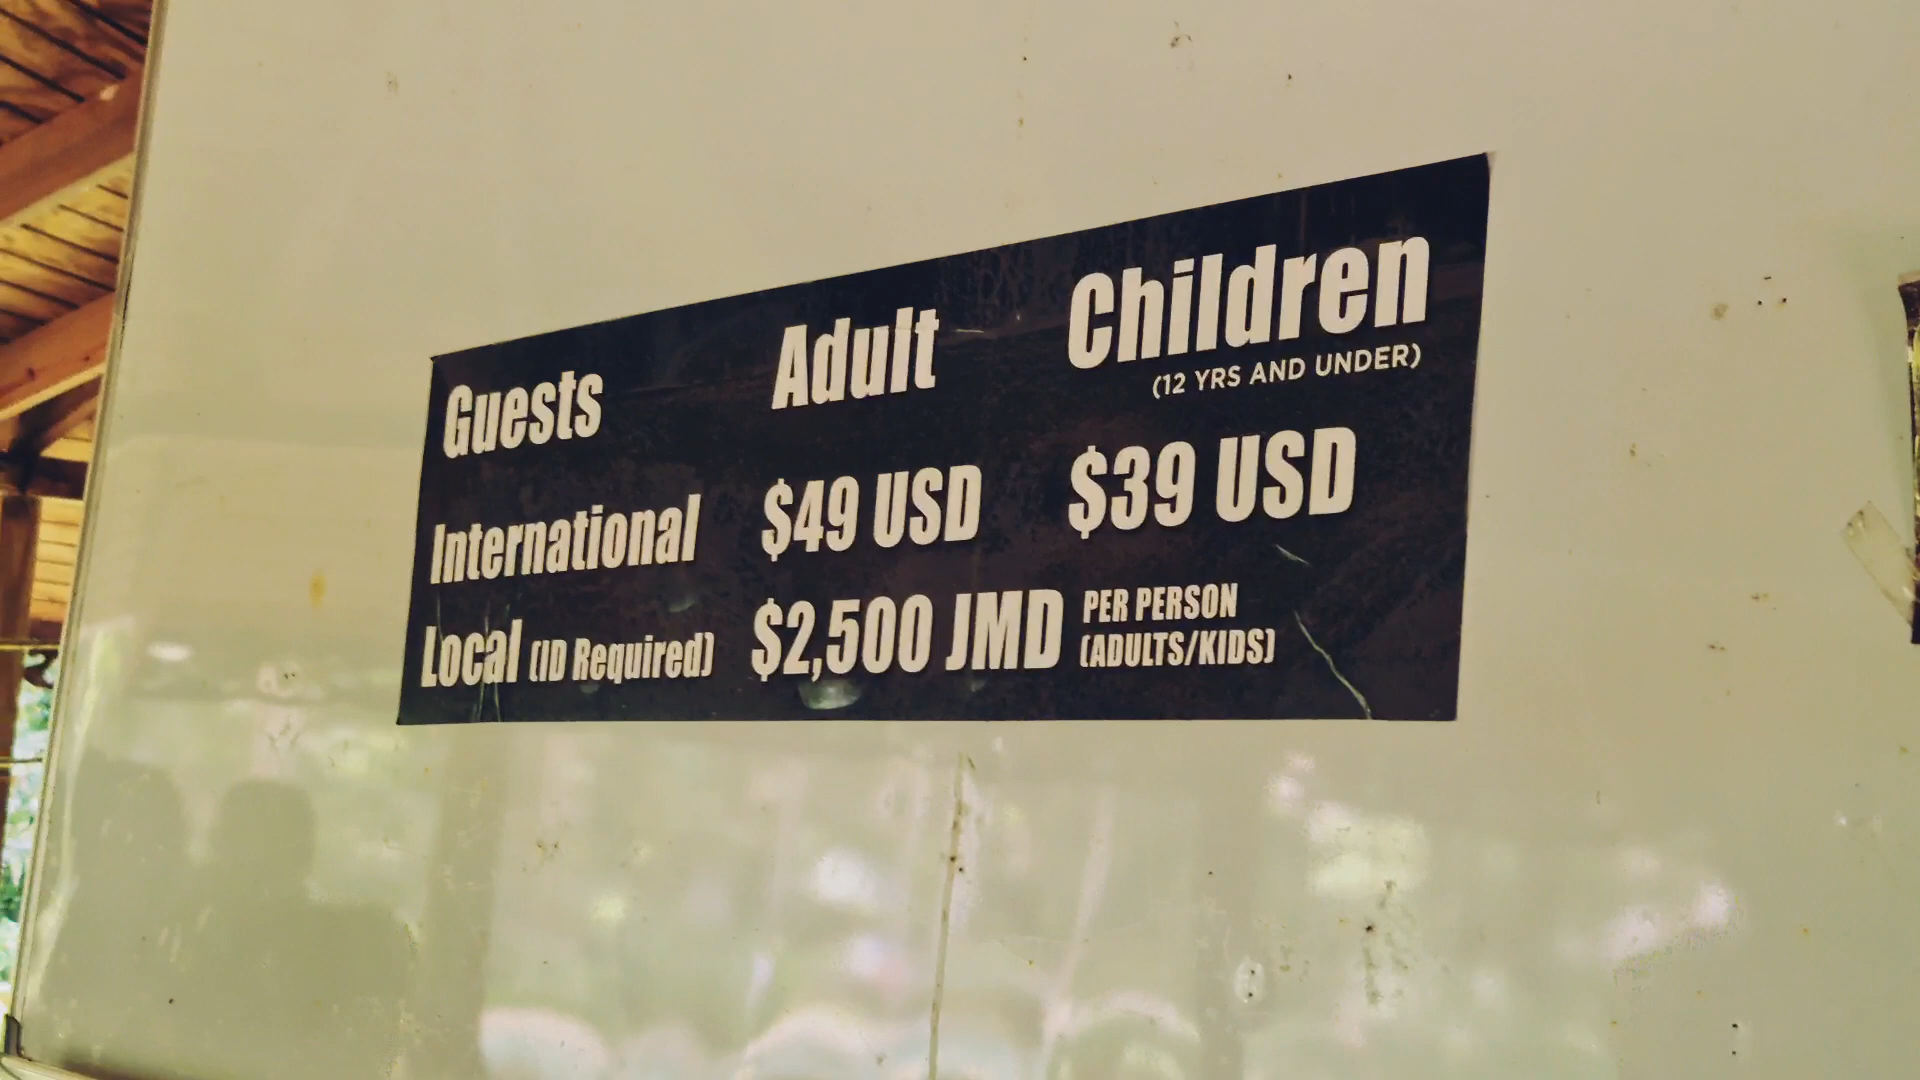 Guests Adult Children
(12 YRS AND UNDER)
International $49 USD $39 USD
Local (ID Required) $2,500 JMD PER PERSON
(ADULTS/KIDS)